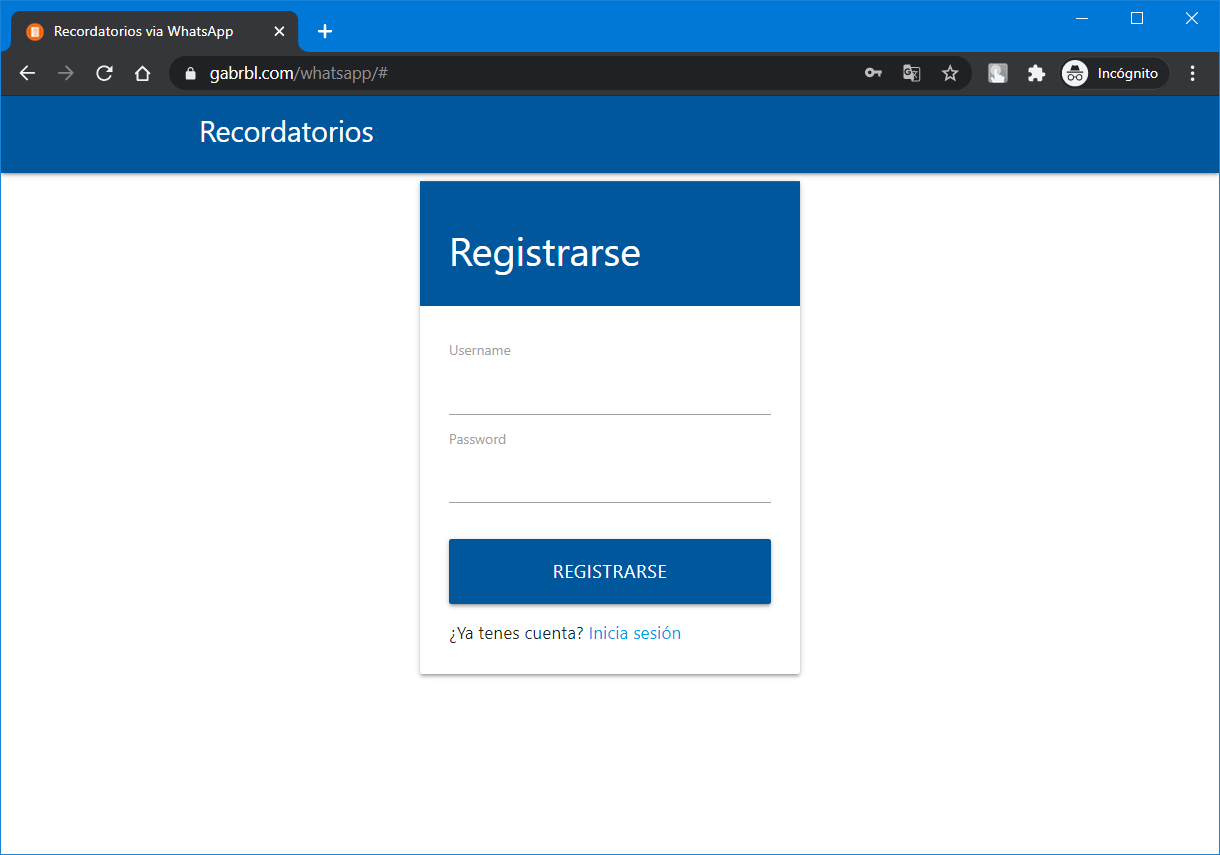 Recordatorios via WhatsApp
gabrbl.com/whatsapp/#
Incógnito
Recordatorios
Registrarse
Username
Password
REGISTRARSE
¿Ya tenes cuenta? Inicia sesión